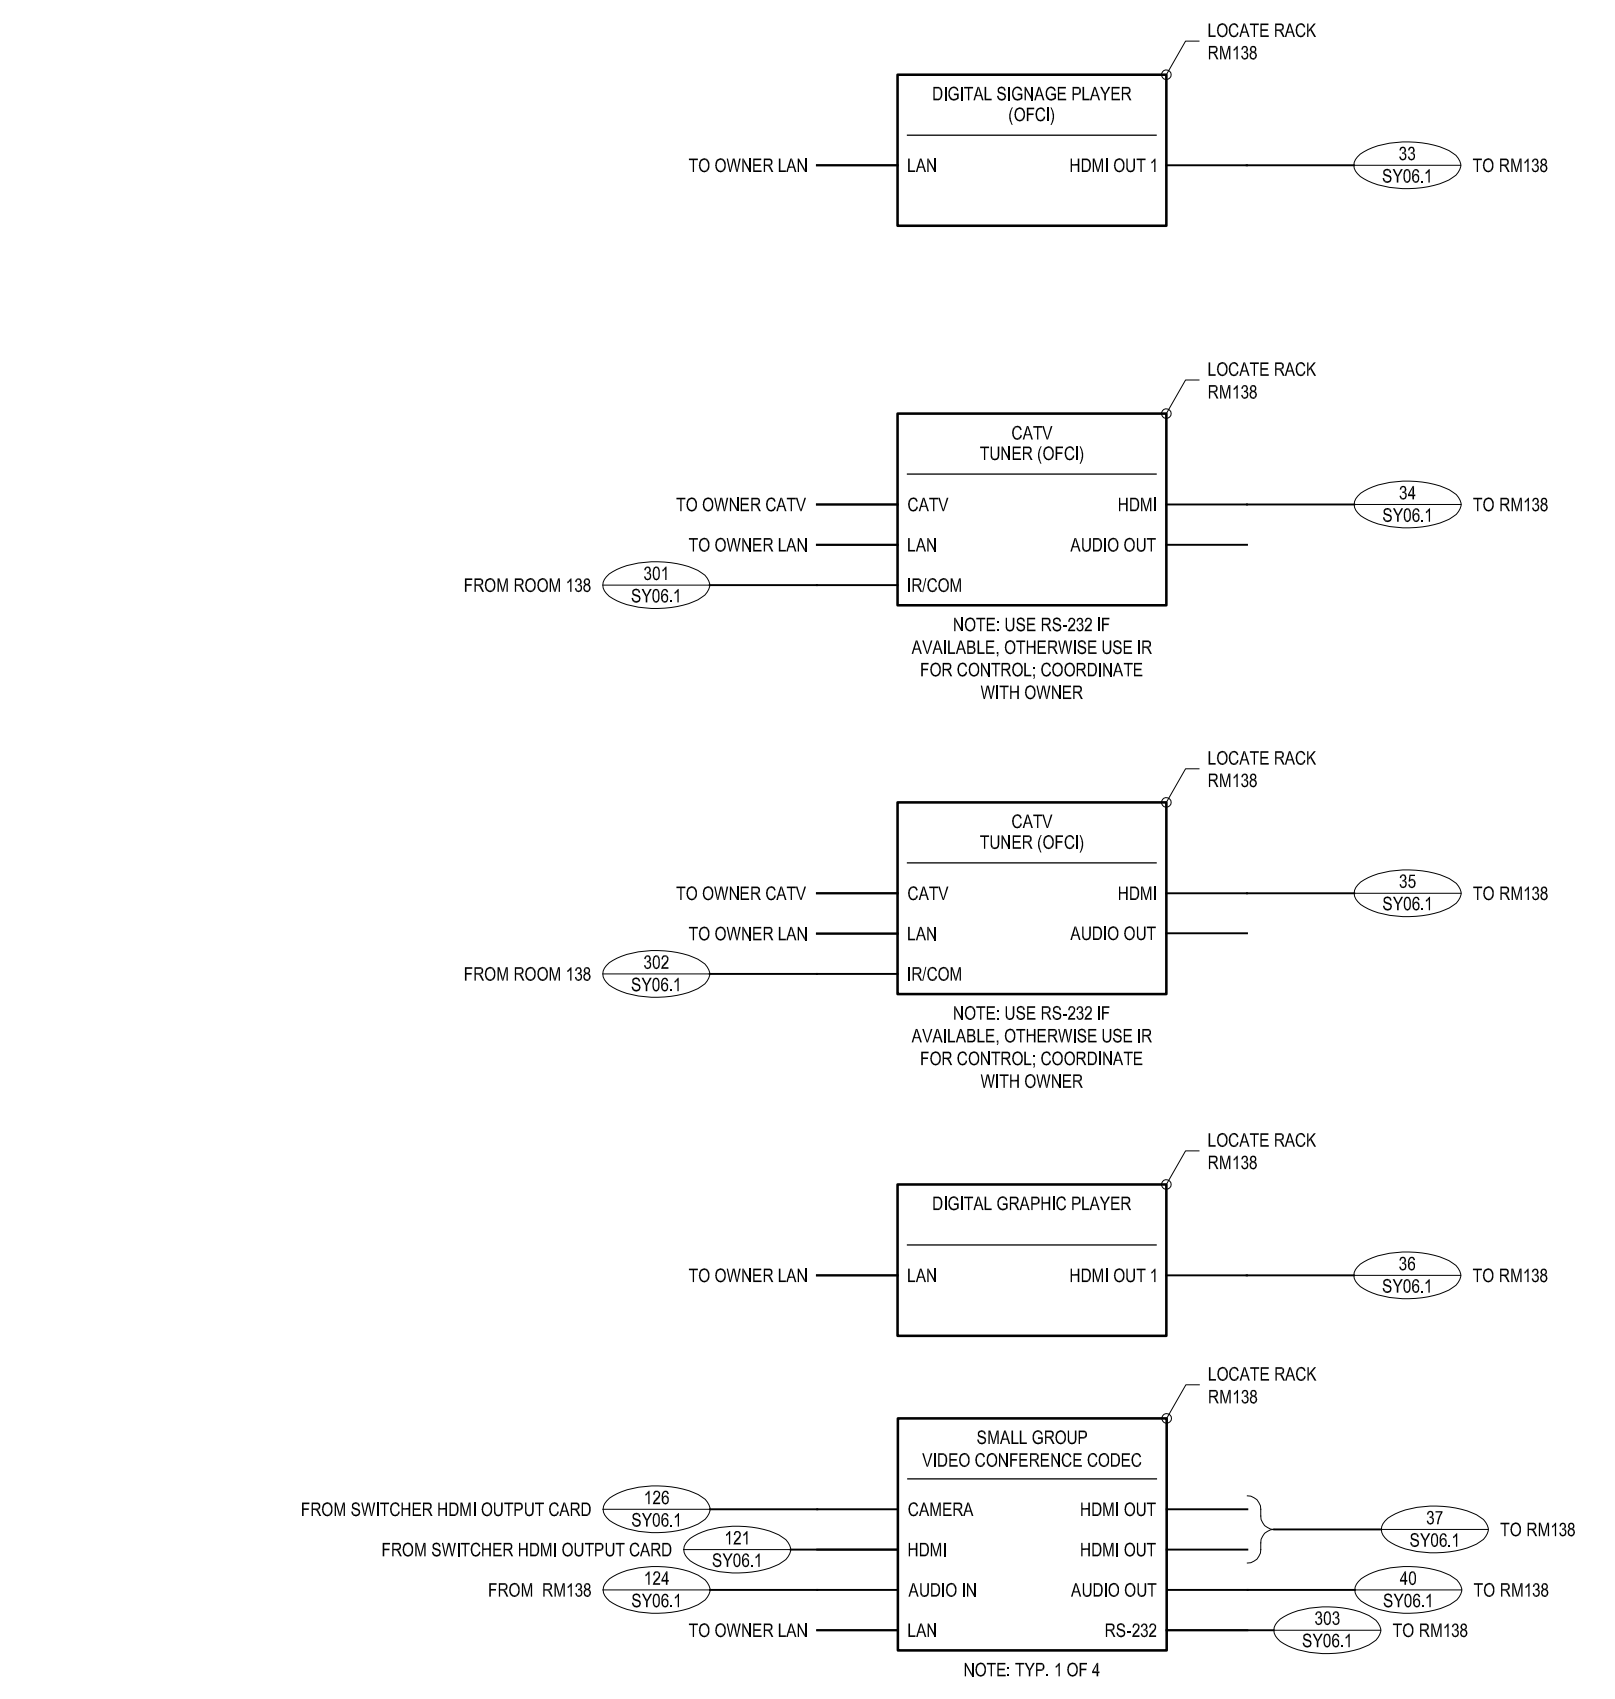 LOCATE RACK
RM138
DIGITAL SIGNAGE PLAYER
(OFCI)
TO OWNER LAN
LAN
HDMI OUT 1
33
SY06.1
TO RM138
LOCATE RACK
RM138
CATV
TUNER (OFCI)
TO OWNER CATV
CATV
HDMI
34
SY06.1
TO RM138
TO OWNER LAN
LAN
AUDIO OUT
FROM ROOM 138
301
SY06.1
IR/COM
NOTE: USE RS-232 IF
AVAILABLE, OTHERWISE USE IR
FOR CONTROL; COORDINATE
WITH OWNER
LOCATE RACK
RM138
CATV
TUNER (OFCI)
TO OWNER CATV
CATV
HDMI
35
SY06.1
TO RM138
TO OWNER LAN
LAN
AUDIO OUT
FROM ROOM 138
302
SY06.1
IR/COM
NOTE: USE RS-232 IF
AVAILABLE, OTHERWISE USE IR
FOR CONTROL; COORDINATE
WITH OWNER
LOCATE RACK
RM138
DIGITAL GRAPHIC PLAYER
TO OWNER LAN
LAN
HDMI OUT 1
36
SY06.1
TO RM138
LOCATE RACK
RM138
SMALL GROUP
VIDEO CONFERENCE CODEC
FROM SWITCHER HDMI OUTPUT CARD
126
SY06.1
CAMERA
HDMI OUT
37
SY06.1
TO RM138
FROM SWITCHER HDMI OUTPUT CARD
121
SY06.1
HDMI
HDMI OUT
FROM RM138
124
SY06.1
AUDIO IN
AUDIO OUT
40
SY06.1
TO RM138
TO OWNER LAN
LAN
RS-232
303
SY06.1
TO RM138
NOTE: TYP. 1 OF 4